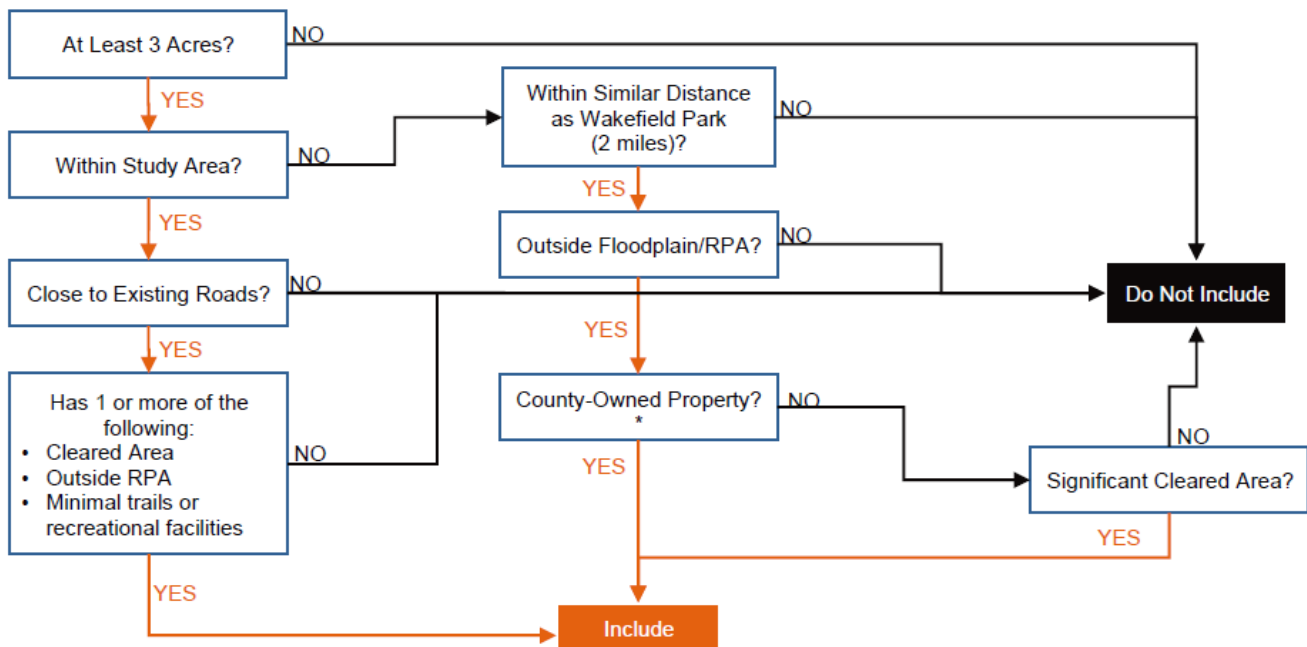 At Least 3 Acres?
NO
YES
Within Study Area?
NO
YES
Close to Existing Roads?
NO
YES
Has 1 or more of the
following:
• Cleared Area
• Outside RPA
• Minimal trails or
recreational facilities
NO
YES
Within Similar Distance
as Wakefield Park
(2 miles)?
NO
YES
Outside Floodplain/RPA?
NO
YES
County-Owned Property?
*
NO
YES
Significant Cleared Area?
NO
YES
Do Not Include
Include